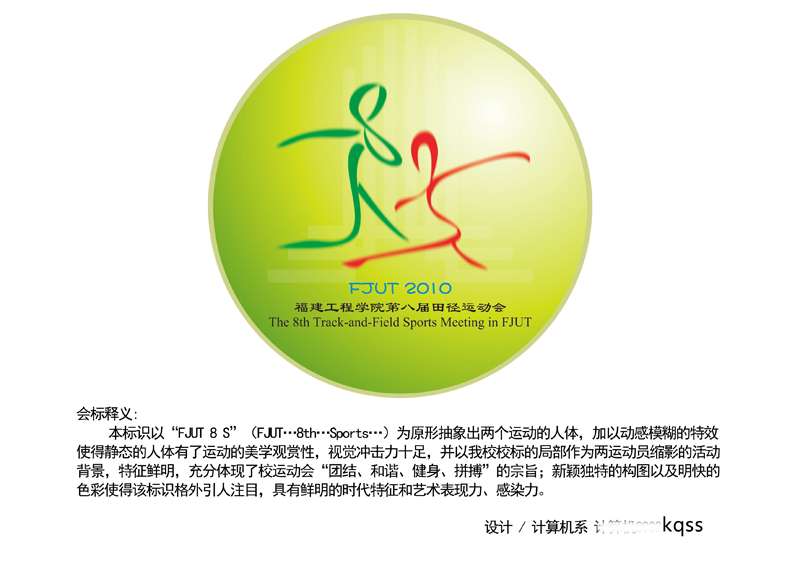 FJUT 2010
福建工程学院第八届田径运动会
The 8th Track-and-Field Sports Meeting in FJUT
会标释义：
本标识以“FJUT 8 S”（FJUT…8th…Sports…）为原形抽象出两个运动的人体，加以动感模糊的特效
使得静态的人体有了运动的美学观赏性，视觉冲击力十足，并以我校校标的局部作为两运动员缩影的活动
背景，特征鲜明，充分体现了校运动会“团结、和谐、健身、拼搏”的宗旨；新颖独特的构图以及明快的
色彩使得该标识格外引人注目，具有鲜明的时代特征和艺术表现力、感染力。
设计 / 计算机系 kqss